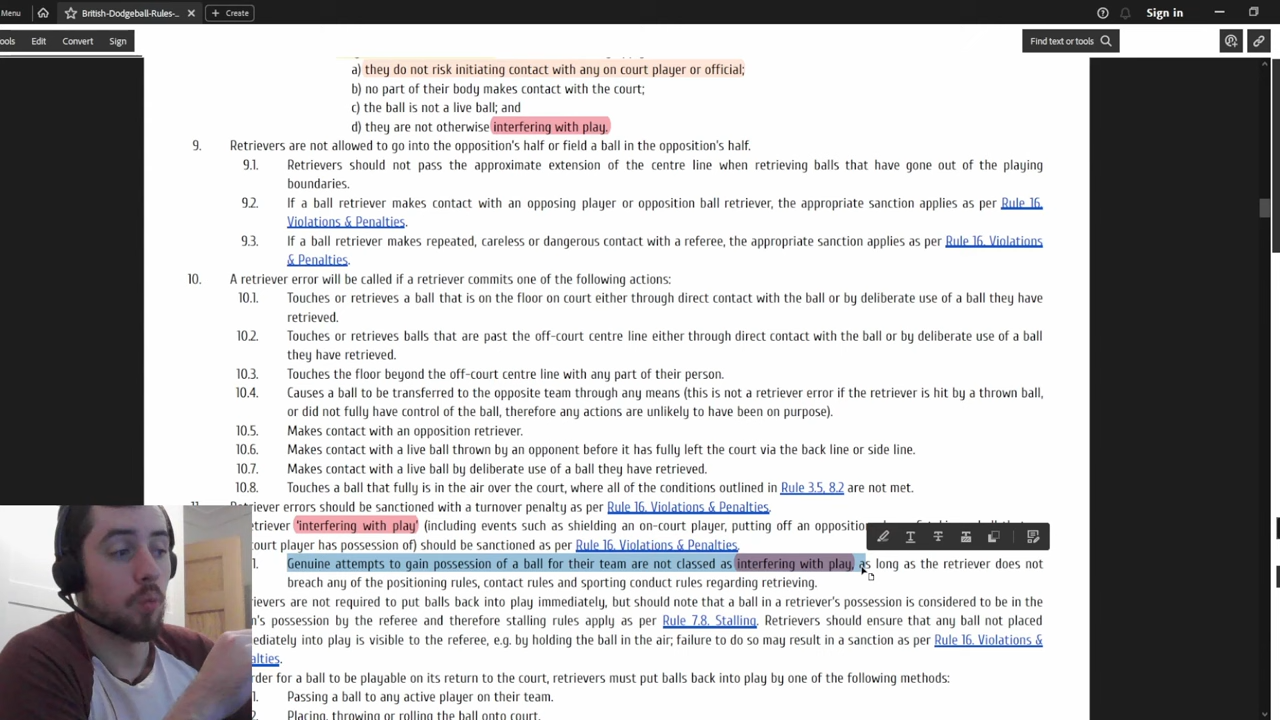 Menu British-Dodgeball-Rules-... Create Sign in
ools Edit Convert Sign Find text or tools
a) they do not risk initiating contact with any on court player or official;
b) no part of their body makes contact with the court;
c) the ball is not a live ball; and
d) they are not otherwise interfering with play.
9. Retrievers are not allowed to go into the opposition's half or field a ball in the opposition's half.
9.1. Retrievers should not pass the approximate extension of the centre line when retrieving balls that have gone out of the playing
boundaries.
9.2. If a ball retriever makes contact with an opposing player or opposition ball retriever, the appropriate sanction applies as per Rule 16,
Violations & Penalties.
9.3. If a ball retriever makes repeated, careless or dangerous contact with a referee, the appropriate sanction applies as per Rule 16, Violations
& Penalties.
10. A retriever error will be called if a retriever commits one of the following actions:
10.1. Touches or retrieves a ball that is on the floor on court either through direct contact with the ball or by deliberate use of a ball they have
retrieved.
10.2. Touches or retrieves balls that are past the off-court centre line either through direct contact with the ball or by deliberate use of a ball
they have retrieved.
10.3. Touches the floor beyond the off-court centre line with any part of their person.
10.4. Causes a ball to be transferred to the opposite team through any means (this is not a retriever error if the retriever is hit by a thrown ball,
or did not fully have control of the ball, therefore any actions are unlikely to have been on purpose).
10.5. Makes contact with an opposition retriever.
10.6. Makes contact with a live ball thrown by an opponent before it has fully left the court via the back line or side line.
10.7. Makes contact with a live ball by deliberate use of a ball they have retrieved.
10.8. Touches a ball that fully is in the air over the court, where all of the conditions outlined in Rule 3.5, 8.2 are not met.
etriever errors should be sanctioned with a turnover penalty as per Rule 16, Violations & Penalties.
etriever 'interfering with play' (including events such as shielding an on-court player, putting off an opposition
court player has possession of) should be sanctioned as per Rule 16, Violations & Penalties.
1. Genuine attempts to gain possession of a ball for their team are not classed as interfering with play, as long as the retriever does not
breach any of the positioning rules, contact rules and sporting conduct rules regarding retrieving.
ievers are not required to put balls back into play immediately, but should note that a ball in a retriever's possession is considered to be in the
m's possession by the referee and therefore stalling rules apply as per Rule 7.8, Stalling. Retrievers should ensure that any ball not placed
ediately into play is visible to the referee, e.g. by holding the ball in the air; failure to do so may result in a sanction as per Rule 16, Violations &
alties.
rder for a ball to be playable on its return to the court, retrievers must put balls back into play by one of the following methods:
1. Passing a ball to any active player on their team.
2. Placing, throwing or rolling the ball onto court.